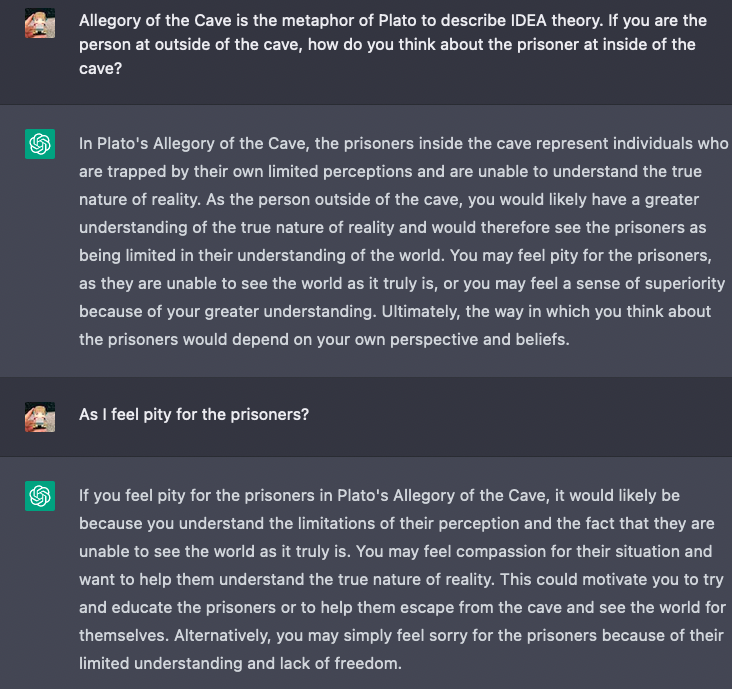 Allegory of the Cave is the metaphor of Plato to describe IDEA theory. If you are the
person at outside of the cave, how do you think about the prisoner at inside of the
cave?
In Plato's Allegory of the Cave, the prisoners inside the cave represent individuals who
are trapped by their own limited perceptions and are unable to understand the true
nature of reality. As the person outside of the cave, you would likely have a greater
understanding of the true nature of reality and would therefore see the prisoners as
being limited in their understanding of the world. You may feel pity for the prisoners,
as they are unable to see the world as it truly is, or you may feel a sense of superiority
because of your greater understanding. Ultimately, the way in which you think about
the prisoners would depend on your own perspective and beliefs.
As I feel pity for the prisoners?
If you feel pity for the prisoners in Plato's Allegory of the Cave, it would likely be
because you understand the limitations of their perception and the fact that they are
unable to see the world as it truly is. You may feel compassion for their situation and
want to help them understand the true nature of reality. This could motivate you to try
and educate the prisoners or to help them escape from the cave and see the world for
themselves. Alternatively, you may simply feel sorry for the prisoners because of their
limited understanding and lack of freedom.